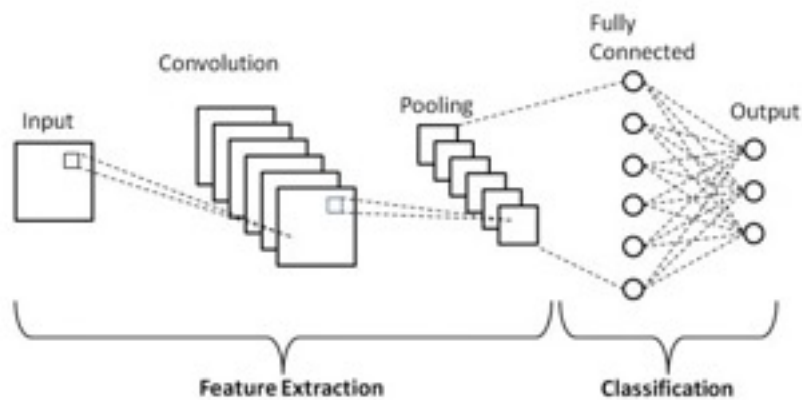 Input
Convolution
Pooling
Fully
Connected
Output
Feature Extraction
Classification